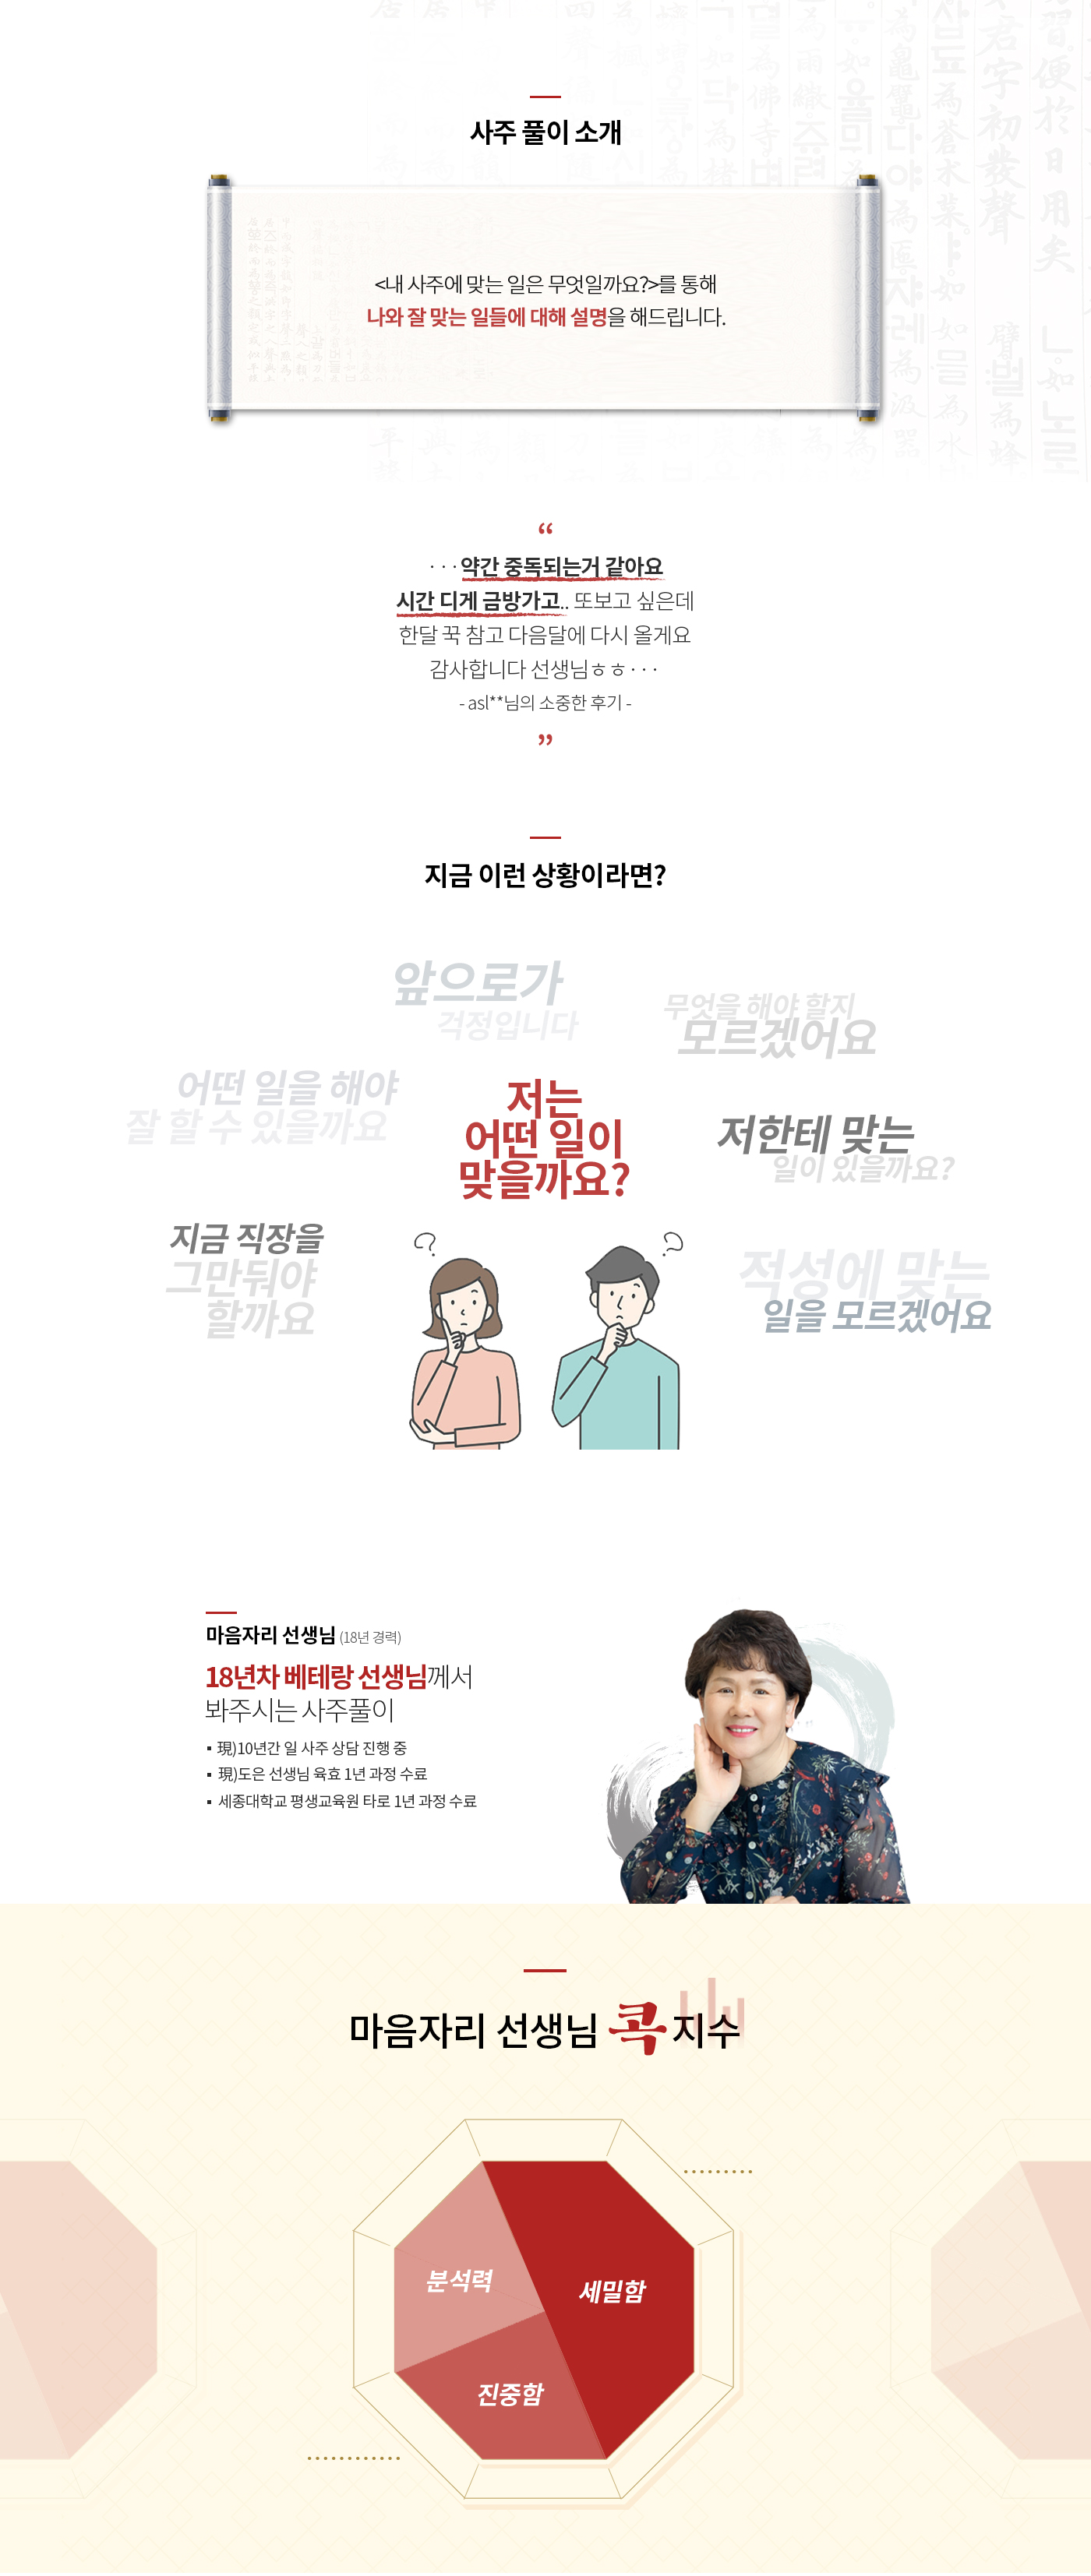 사주 풀이 소개
<내 사주에 맞는 일은 무엇일까요?>를 통해
나와 잘 맞는 일들에 대해 설명을 해드립니다.
“
· · · 약간 중독되는거 같아요
시간 디게 금방가고.. 또보고 싶은데
한달 꾹 참고 다음달에 다시 올게요
감사합니다 선생님ㅎㅎ· · ·
- asl**님의 소중한 후기 -
”
지금 이런 상황이라면?
앞으로가
걱정입니다
무엇을 해야 할지
모르겠어요
어떤 일을 해야
잘 할 수 있을까요
저는
어떤 일이
맞을까요?
저한테 맞는
일이 있을까요?
지금 직장을
그만둬야
할까요
적성에 맞는
일을 모르겠어요
마음자리 선생님 (18년 경력)
18년차 베테랑 선생님께서
봐주시는 사주풀이
▪ 現)10년간 일 사주 상담 진행 중
▪ 現)도은 선생님 육효 1년 과정 수료
▪ 세종대학교 평생교육원 타로 1년 과정 수료
마음자리 선생님 콕 지수
분석력
세밀함
진중함